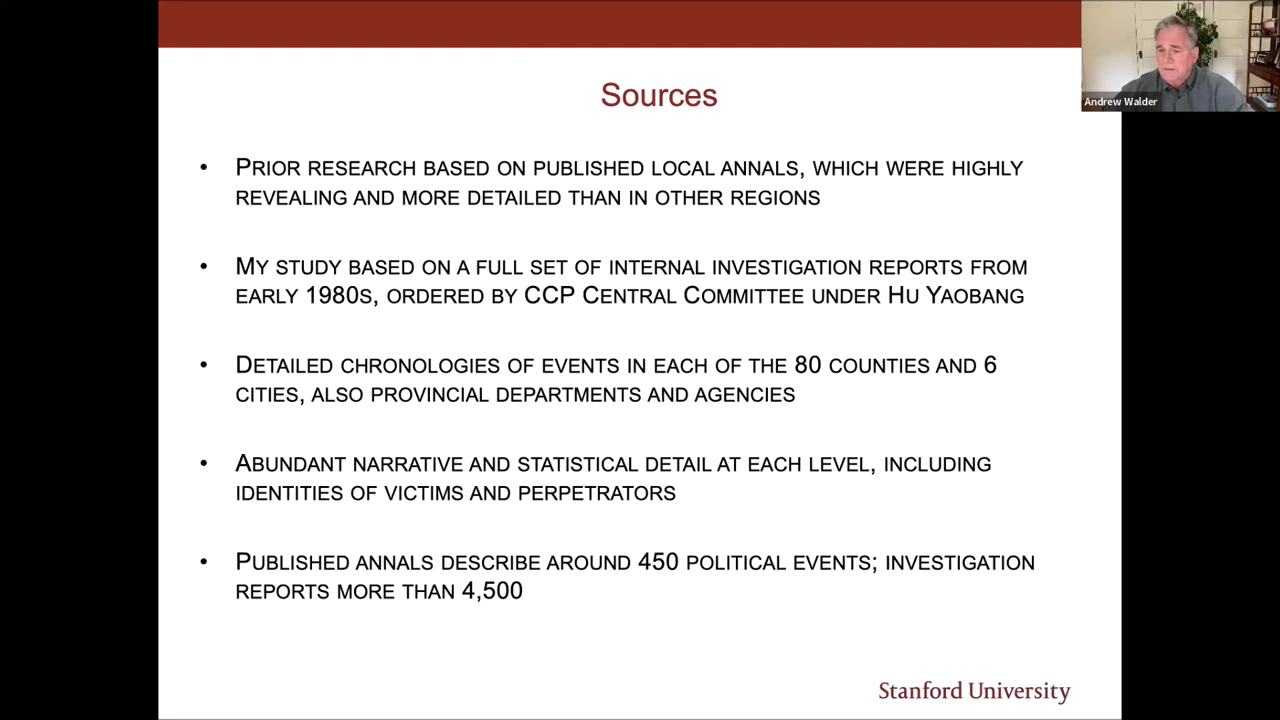 Sources
• Prior research based on published local annals, which were highly
revealing and more detailed than in other regions
• My study based on a full set of internal investigation reports from
early 1980s, ordered by CCP Central Committee under Hu Yaobang
• Detailed chronologies of events in each of the 80 counties and 6
cities, also provincial departments and agencies
• Abundant narrative and statistical detail at each level, including
identities of victims and perpetrators
• Published annals describe around 450 political events; investigation
reports more than 4,500
Stanford University
Andrew Walder